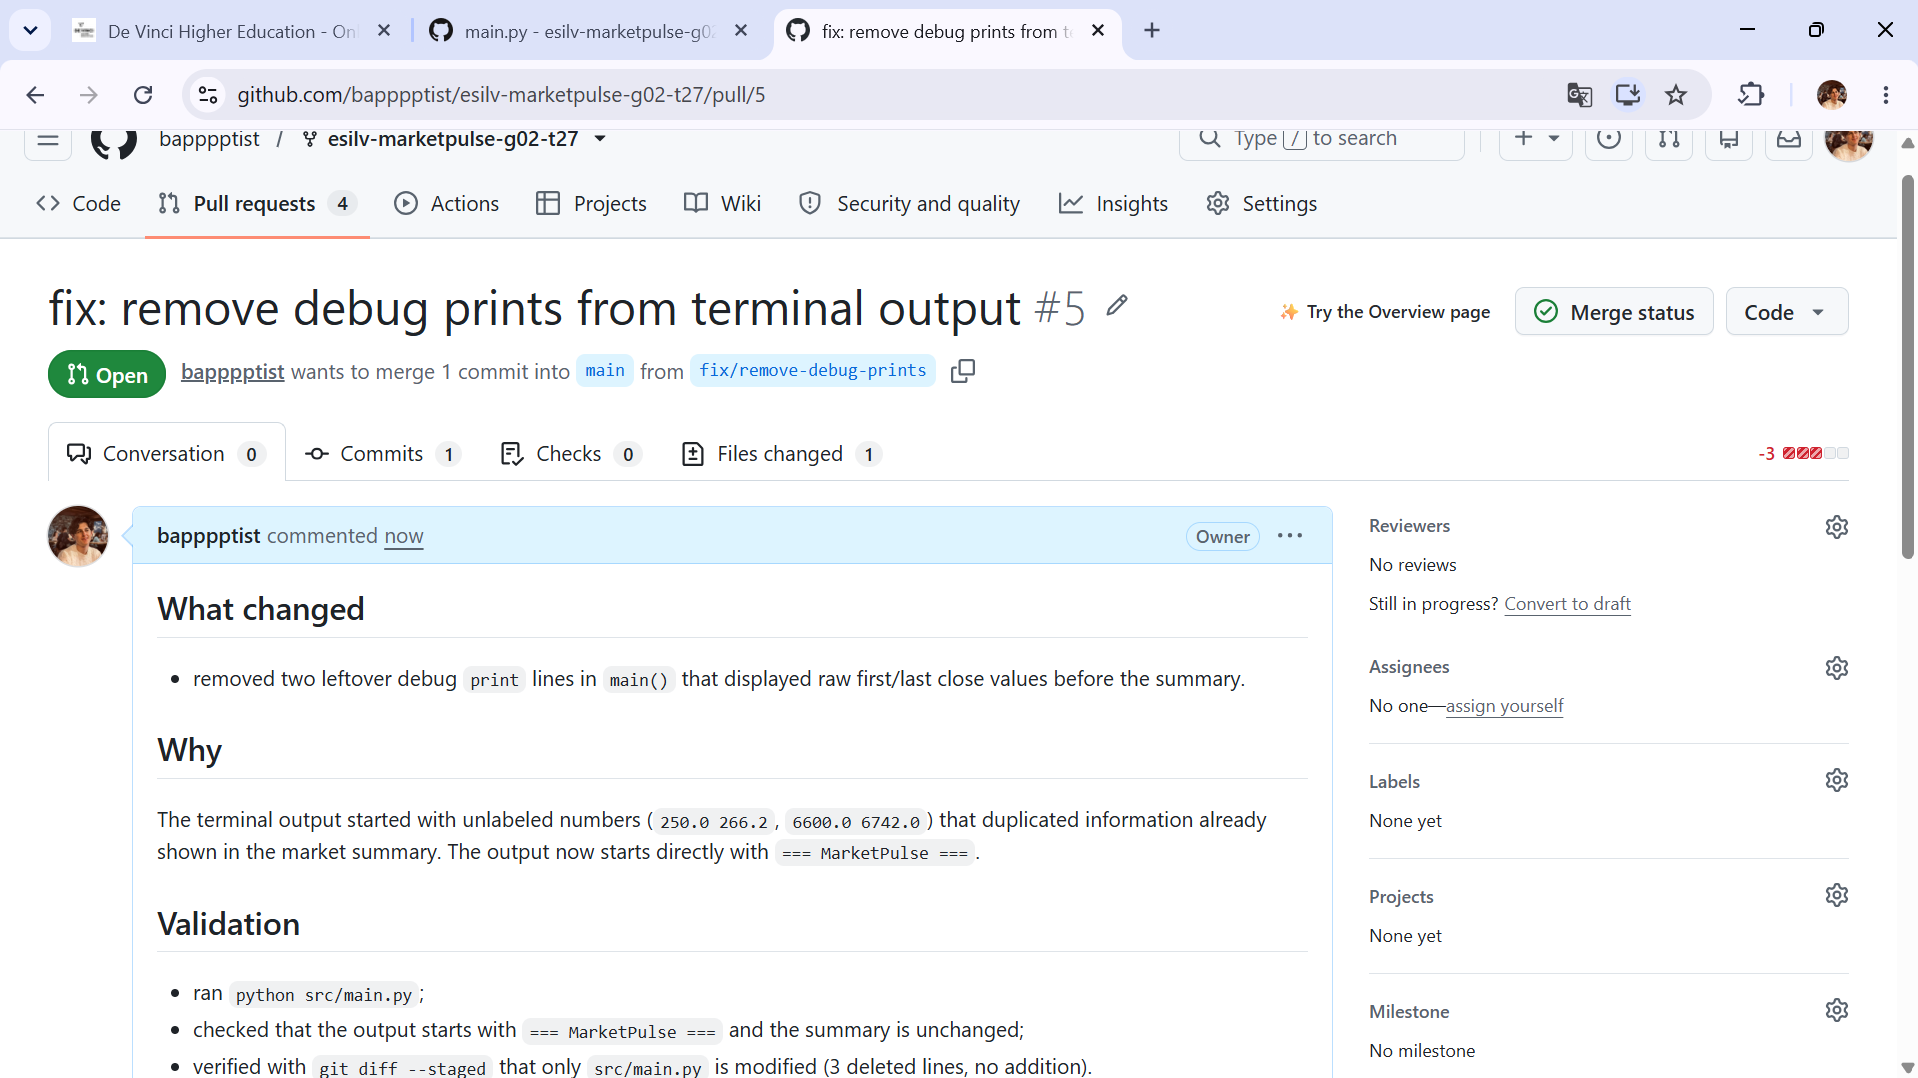 De Vinci Higher Education - Onl
main.py - esilv-marketpulse-g02
fix: remove debug prints from te
github.com/bapppptist/esilv-marketpulse-g02-t27/pull/5
bapppptist / esilv-marketpulse-g02-t27
Type / to search
Code
Pull requests 4
Actions
Projects
Wiki
Security and quality
Insights
Settings
fix: remove debug prints from terminal output #5
Try the Overview page
Merge status
Code
Open
bapppptist wants to merge 1 commit into main from fix/remove-debug-prints
Conversation 0
Commits 1
Checks 0
Files changed 1
-3
bapppptist commented now
Owner
What changed
removed two leftover debug print lines in main() that displayed raw first/last close values before the summary.
Why
The terminal output started with unlabeled numbers ( 250.0 266.2 , 6600.0 6742.0 ) that duplicated information already
shown in the market summary. The output now starts directly with === MarketPulse === .
Validation
ran python src/main.py ;
checked that the output starts with === MarketPulse === and the summary is unchanged;
verified with git diff --staged that only src/main.py is modified (3 deleted lines, no addition).
Reviewers
No reviews
Still in progress? Convert to draft
Assignees
No one—assign yourself
Labels
None yet
Projects
None yet
Milestone
No milestone